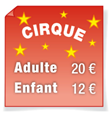 CIRQUE
Adulte 20 €
Enfant 12 €